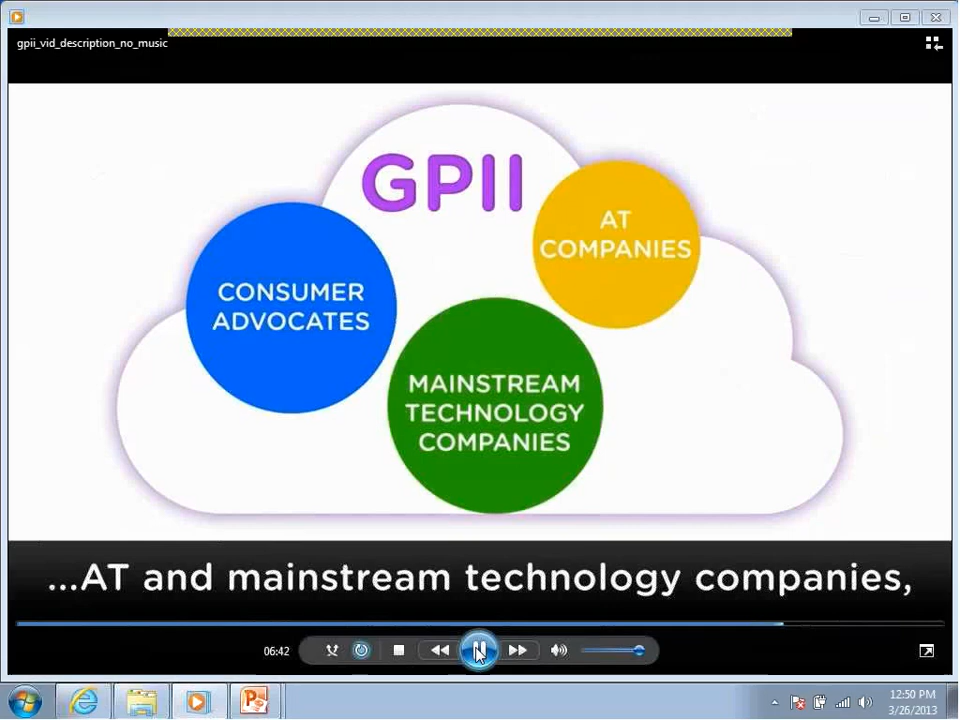 gpii_vid_description_no_music
GPII
AT
COMPANIES
CONSUMER
ADVOCATES
MAINSTREAM
TECHNOLOGY
COMPANIES
...AT and mainstream technology companies,
06:42
12:50 PM
3/26/2013